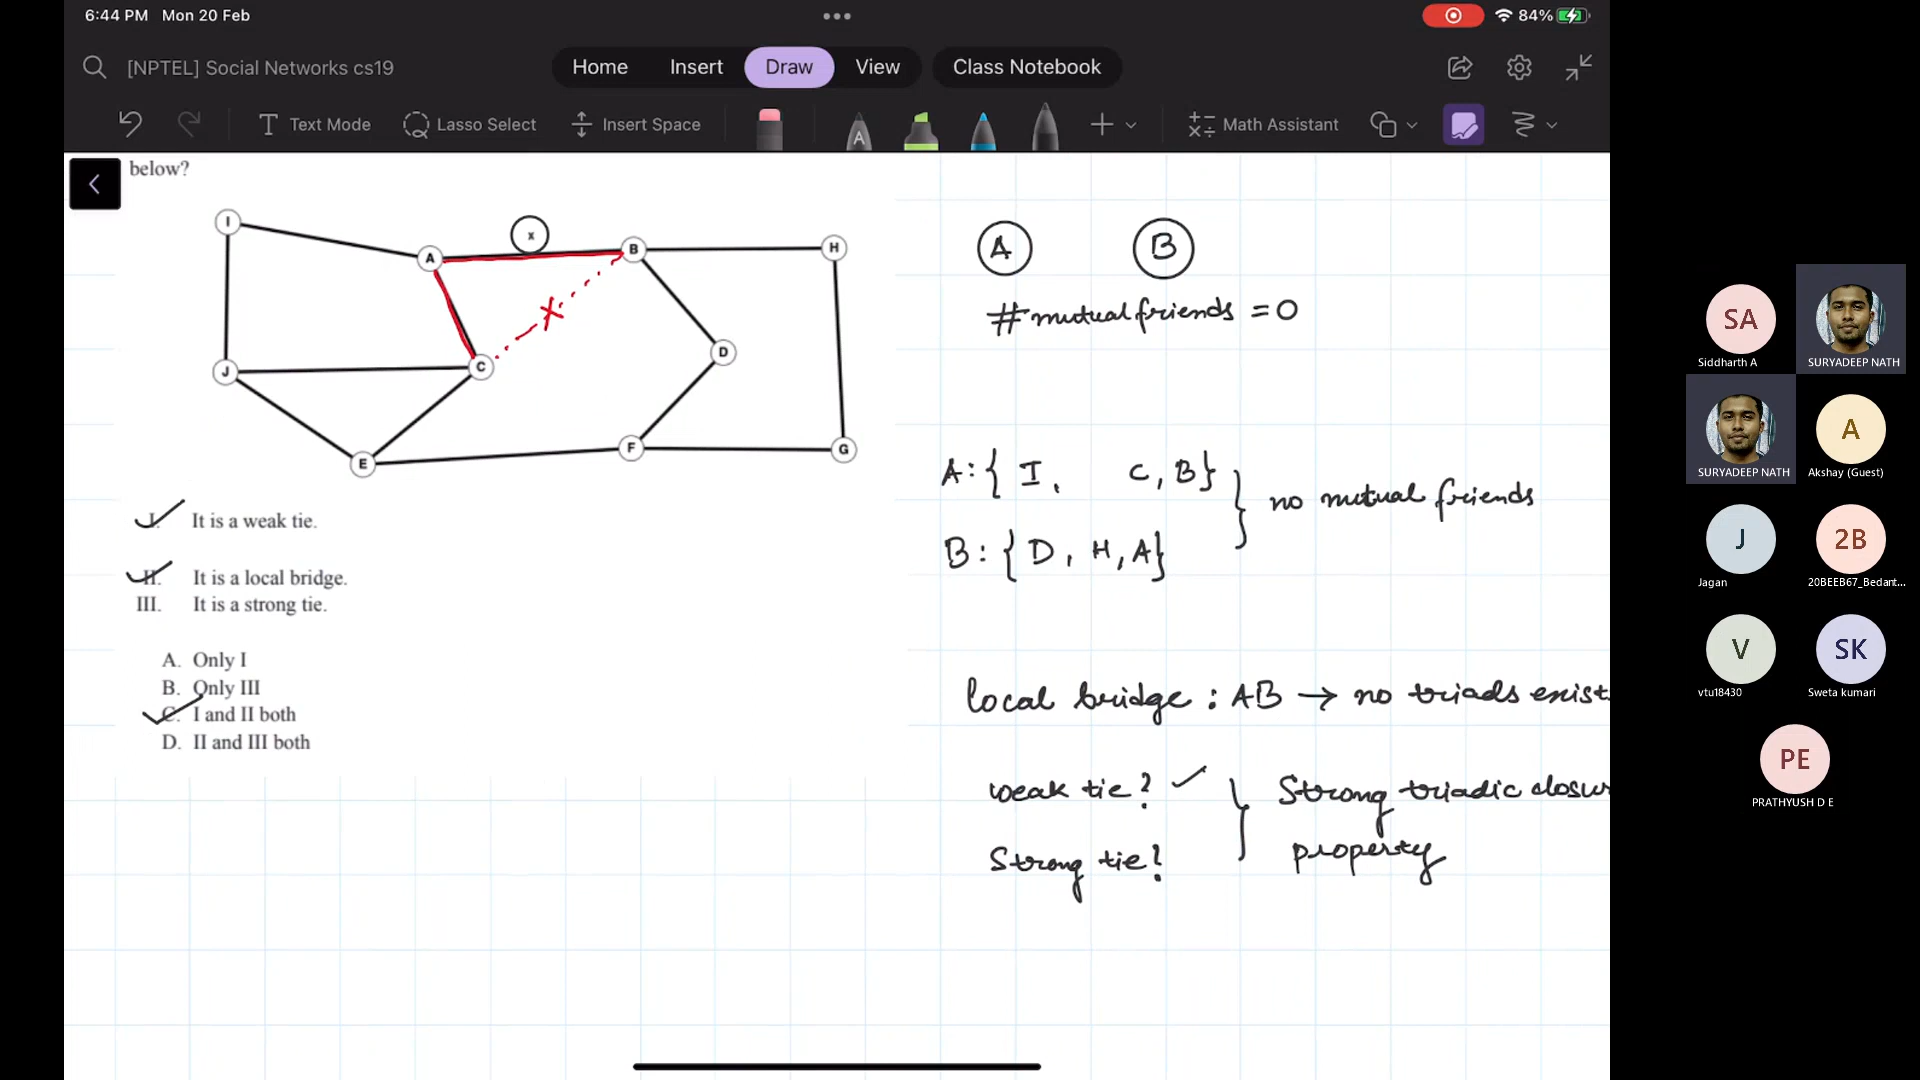 6:44 PM Mon 20 Feb
84%
[NPTEL] Social Networks cs19
Home Insert Draw View Class Notebook
Text Mode Lasso Select Insert Space A Math Assistant
below?
I
A
x
B
H
J
C
D
E
F
G
I. It is a weak tie.
II. It is a local bridge.
III. It is a strong tie.
A. Only I
B. Only III
C. I and II both
D. II and III both
A B
#mutual friends = 0
A: { I, C, B}
no mutual friends
B: { D, H, A}
local bridge : AB → no triads exist
weak tie? ✓ } Strong triadic closur
Strong tie? property
SA
Siddharth A
SURYADEEP NATH
SURYADEEP NATH
A
Akshay (Guest)
J
Jagan
2B
20BEEB67_Bedant...
V
vtu18430
SK
Sweta kumari
PE
PRATHYUSH D E